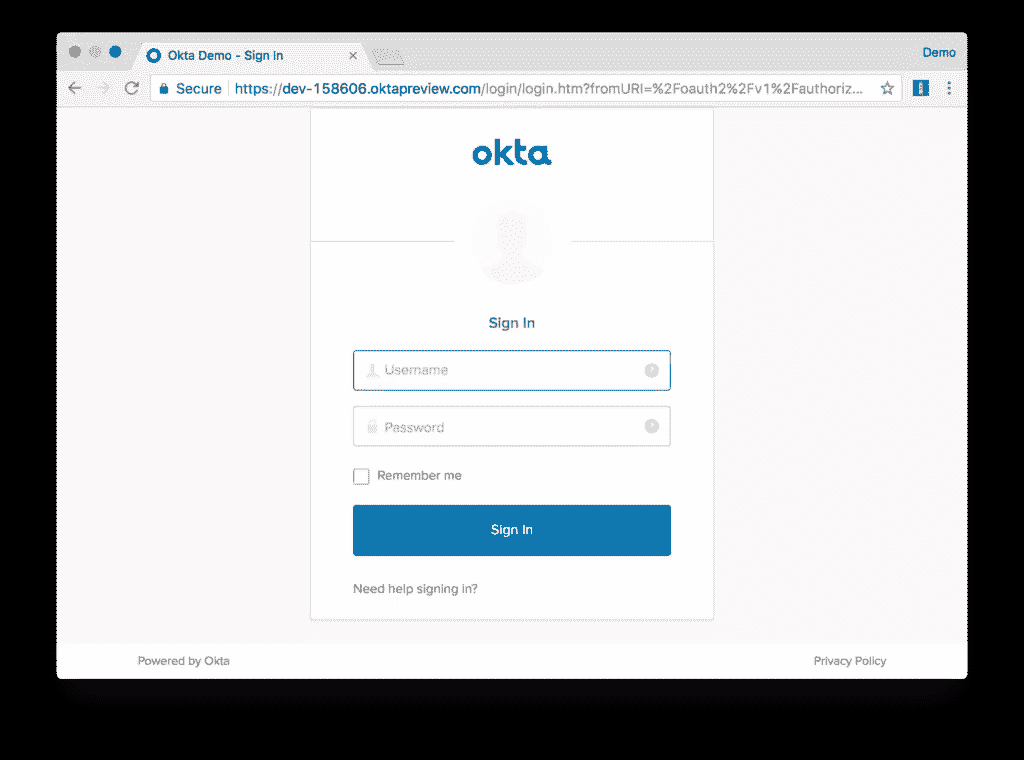 Okta Demo - Sign In
Demo
Secure https://dev-158606.oktapreview.com/login/login.htm?fromURI=%2Foauth2%2Fv1%2Fauthoriz...
okta
Sign In
Username
Password
Remember me
Sign In
Need help signing in?
Powered by Okta
Privacy Policy